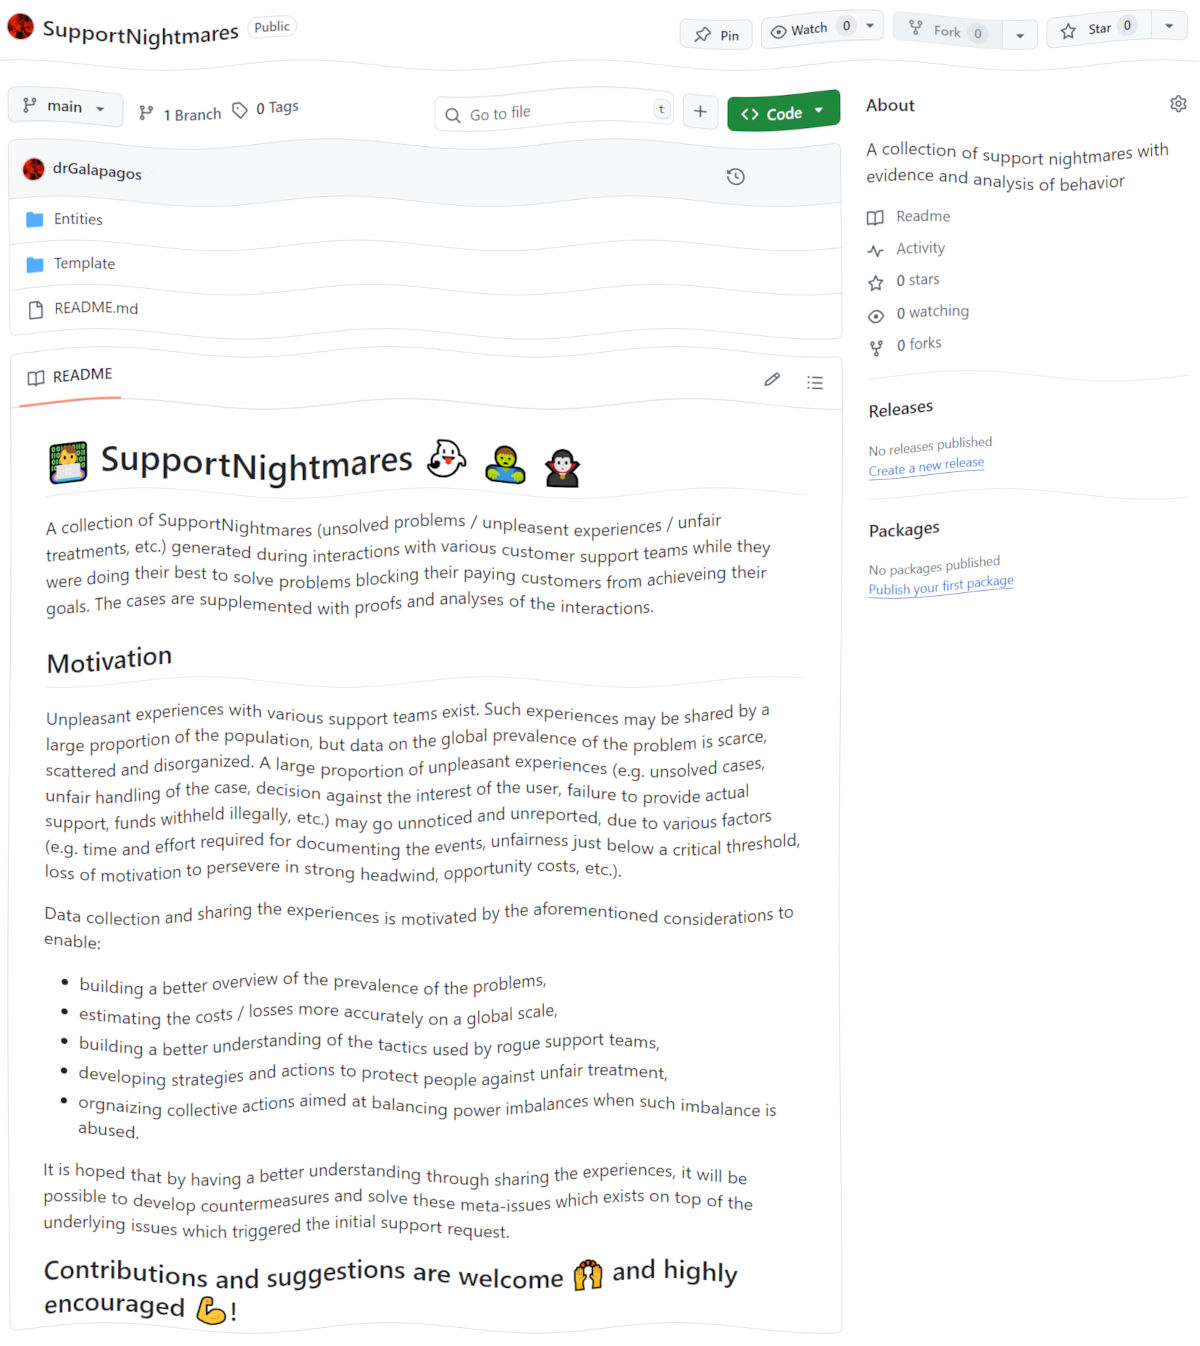 SupportNightmares Public
Pin
Watch 0
Fork 0
Star 0
main
1 Branch
0 Tags
Go to file t
+
<> Code
drGalapagos
Entities
Template
README.md
README
SupportNightmares
A collection of SupportNightmares (unsolved problems / unpleasent experiences / unfair
treatments, etc.) generated during interactions with various customer support teams while they
were doing their best to solve problems blocking their paying customers from achieveing their
goals. The cases are supplemented with proofs and analyses of the interactions.
Motivation
Unpleasant experiences with various support teams exist. Such experiences may be shared by a
large proportion of the population, but data on the global prevalence of the problem is scarce,
scattered and disorganized. A large proportion of unpleasant experiences (e.g. unsolved cases,
unfair handling of the case, decision against the interest of the user, failure to provide actual
support, funds withheld illegally, etc.) may go unnoticed and unreported, due to various factors
(e.g. time and effort required for documenting the events, unfairness just below a critical threshold,
loss of motivation to persevere in strong headwind, opportunity costs, etc.).
Data collection and sharing the experiences is motivated by the aforementioned considerations to
enable:
• building a better overview of the prevalence of the problems,
• estimating the costs / losses more accurately on a global scale,
• building a better understanding of the tactics used by rogue support teams,
• developing strategies and actions to protect people against unfair treatment,
• orgnaizing collective actions aimed at balancing power imbalances when such imbalance is
abused.
It is hoped that by having a better understanding through sharing the experiences, it will be
possible to develop countermeasures and solve these meta-issues which exists on top of the
underlying issues which triggered the initial support request.
Contributions and suggestions are welcome 🙌 and highly
encouraged 💪!
About
A collection of support nightmares with
evidence and analysis of behavior
Readme
Activity
0 stars
0 watching
0 forks
Releases
No releases published
Create a new release
Packages
No packages published
Publish your first package